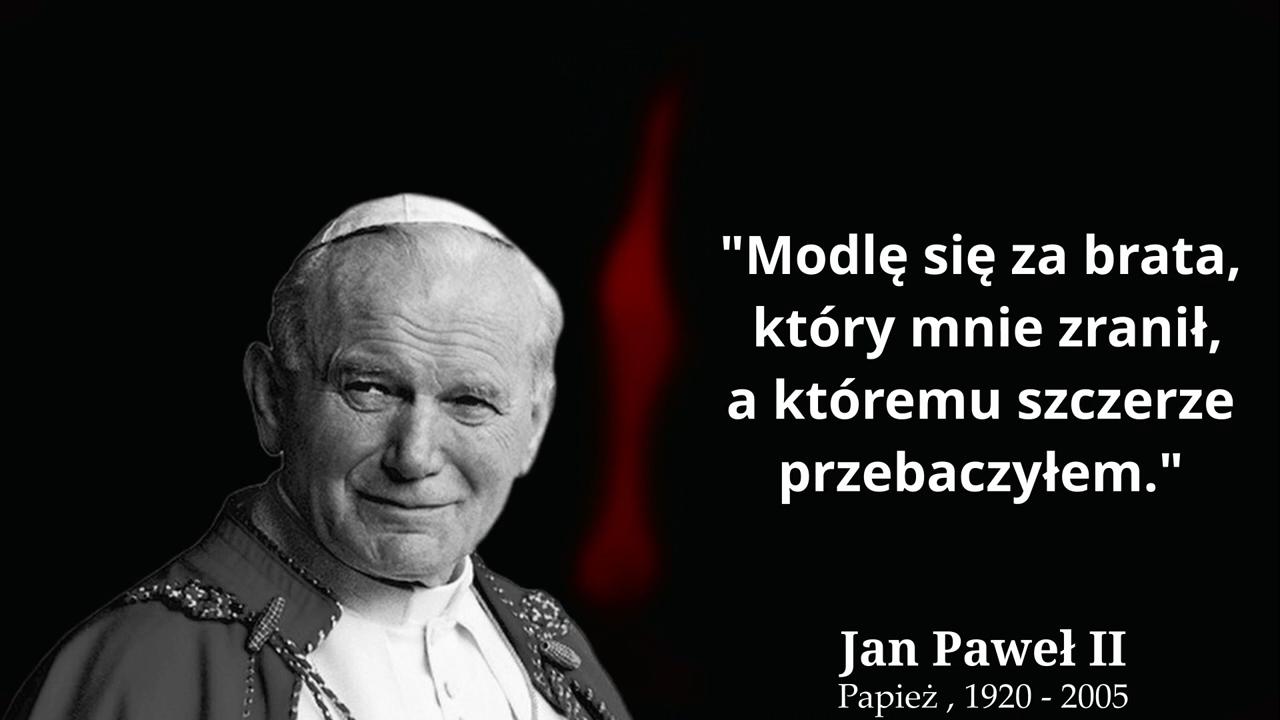 "Modlę się za brata,
który mnie zranił,
a któremu szczerze
przebaczyłem."
Jan Paweł II
Papież , 1920 - 2005